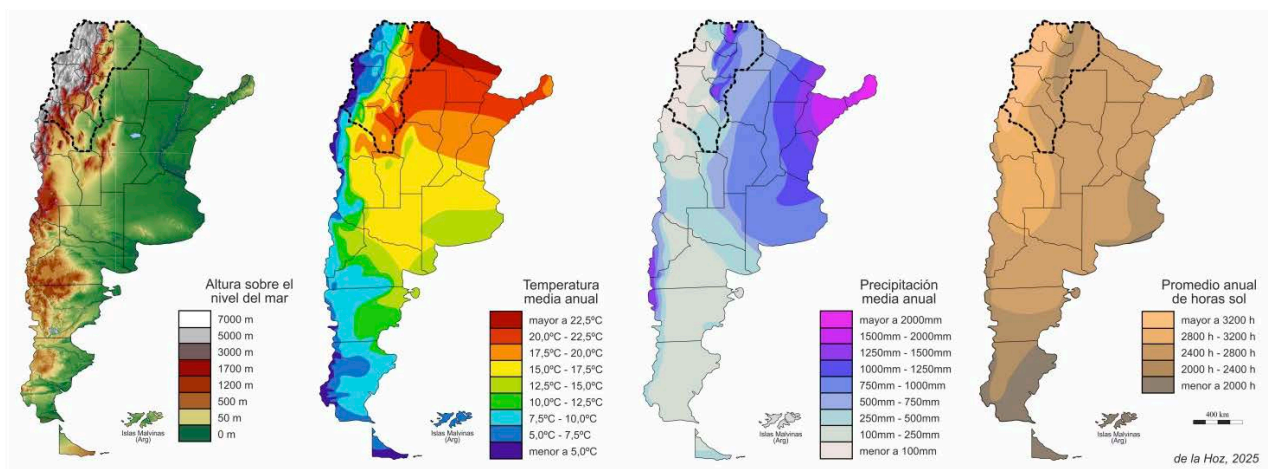 Altura sobre el
nivel del mar
7000 m
5000 m
3000 m
1700 m
1200 m
500 m
50 m
0 m
Islas Malvinas
(Arg)
Temperatura
media anual
mayor a 22,5ºC
20,0ºC - 22,5ºC
17,5ºC - 20,0ºC
15,0ºC - 17,5ºC
12,5ºC - 15,0ºC
10,0ºC - 12,5ºC
7,5ºC - 10,0ºC
5,0ºC - 7,5ºC
menor a 5,0ºC
Islas Malvinas
(Arg)
Precipitación
media anual
mayor a 2000mm
1500mm - 2000mm
1250mm - 1500mm
1000mm - 1250mm
750mm - 1000mm
500mm - 750mm
250mm - 500mm
100mm - 250mm
menor a 100mm
Islas Malvinas
(Arg)
Promedio anual
de horas sol
mayor a 3200 h
2800 h - 3200 h
2400 h - 2800 h
2000 h - 2400 h
menor a 2000 h
Islas Malvinas
(Arg)
400 km
de la Hoz, 2025